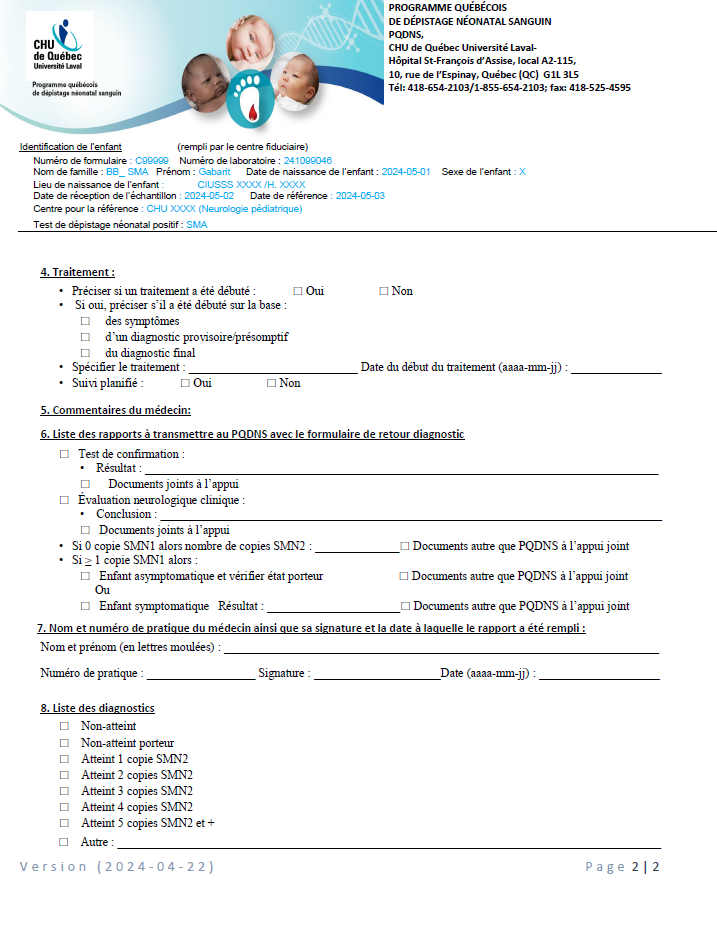 CHU
de Québec
Université Laval
Programme québécois
de dépistage néonatal sanguin
PROGRAMME QUÉBÉCOIS
DE DÉPISTAGE NÉONATAL SANGUIN
PQDNS,
CHU de Québec Université Laval-
Hôpital St-François d'Assise, local A2-115,
10, rue de l'Espinay, Québec (QC) G1L 3L5
Tél: 418-654-2103/1-855-654-2103; fax: 418-525-4595
Identification de l'enfant (rempli par le centre fiduciaire)
Numéro de formulaire : C99999 Numéro de laboratoire : 241099046
Nom de famille : BB_ SMA Prénom : Gabarit Date de naissance de l'enfant : 2024-05-01 Sexe de l'enfant : X
Lieu de naissance de l'enfant : CIUSSS XXXX /H. XXXX
Date de réception de l'échantillon : 2024-05-02 Date de référence : 2024-05-03
Centre pour la référence : CHU XXXX (Neurologie pédiatrique)
Test de dépistage néonatal positif : SMA
4. Traitement :
• Préciser si un traitement a été débuté : ☐ Oui ☐ Non
• Si oui, préciser s'il a été débuté sur la base :
☐ des symptômes
☐ d'un diagnostic provisoire/présomptif
☐ du diagnostic final
• Spécifier le traitement : ____________ Date du début du traitement (aaaa-mm-jj) : ____________
• Suivi planifié : ☐ Oui ☐ Non
5. Commentaires du médecin:
6. Liste des rapports à transmettre au PQDNS avec le formulaire de retour diagnostic
☐ Test de confirmation :
• Résultat : ____________
☐ Documents joints à l'appui
☐ Évaluation neurologique clinique :
• Conclusion : ____________
☐ Documents joints à l'appui
• Si 0 copie SMN1 alors nombre de copies SMN2 : ____________ ☐ Documents autre que PQDNS à l'appui joint
• Si ≥ 1 copie SMN1 alors :
☐ Enfant asymptomatique et vérifier état porteur ☐ Documents autre que PQDNS à l'appui joint
Ou
☐ Enfant symptomatique Résultat : ____________ ☐ Documents autre que PQDNS à l'appui joint
7. Nom et numéro de pratique du médecin ainsi que sa signature et la date à laquelle le rapport a été rempli :
Nom et prénom (en lettres moulées) : ____________
Numéro de pratique : ____________ Signature : ____________ Date (aaaa-mm-jj) : ____________
8. Liste des diagnostics
☐ Non-atteint
☐ Non-atteint porteur
☐ Atteint 1 copie SMN2
☐ Atteint 2 copies SMN2
☐ Atteint 3 copies SMN2
☐ Atteint 4 copies SMN2
☐ Atteint 5 copies SMN2 et +
☐ Autre : ____________
Version (2024-04-22) Page 2|2